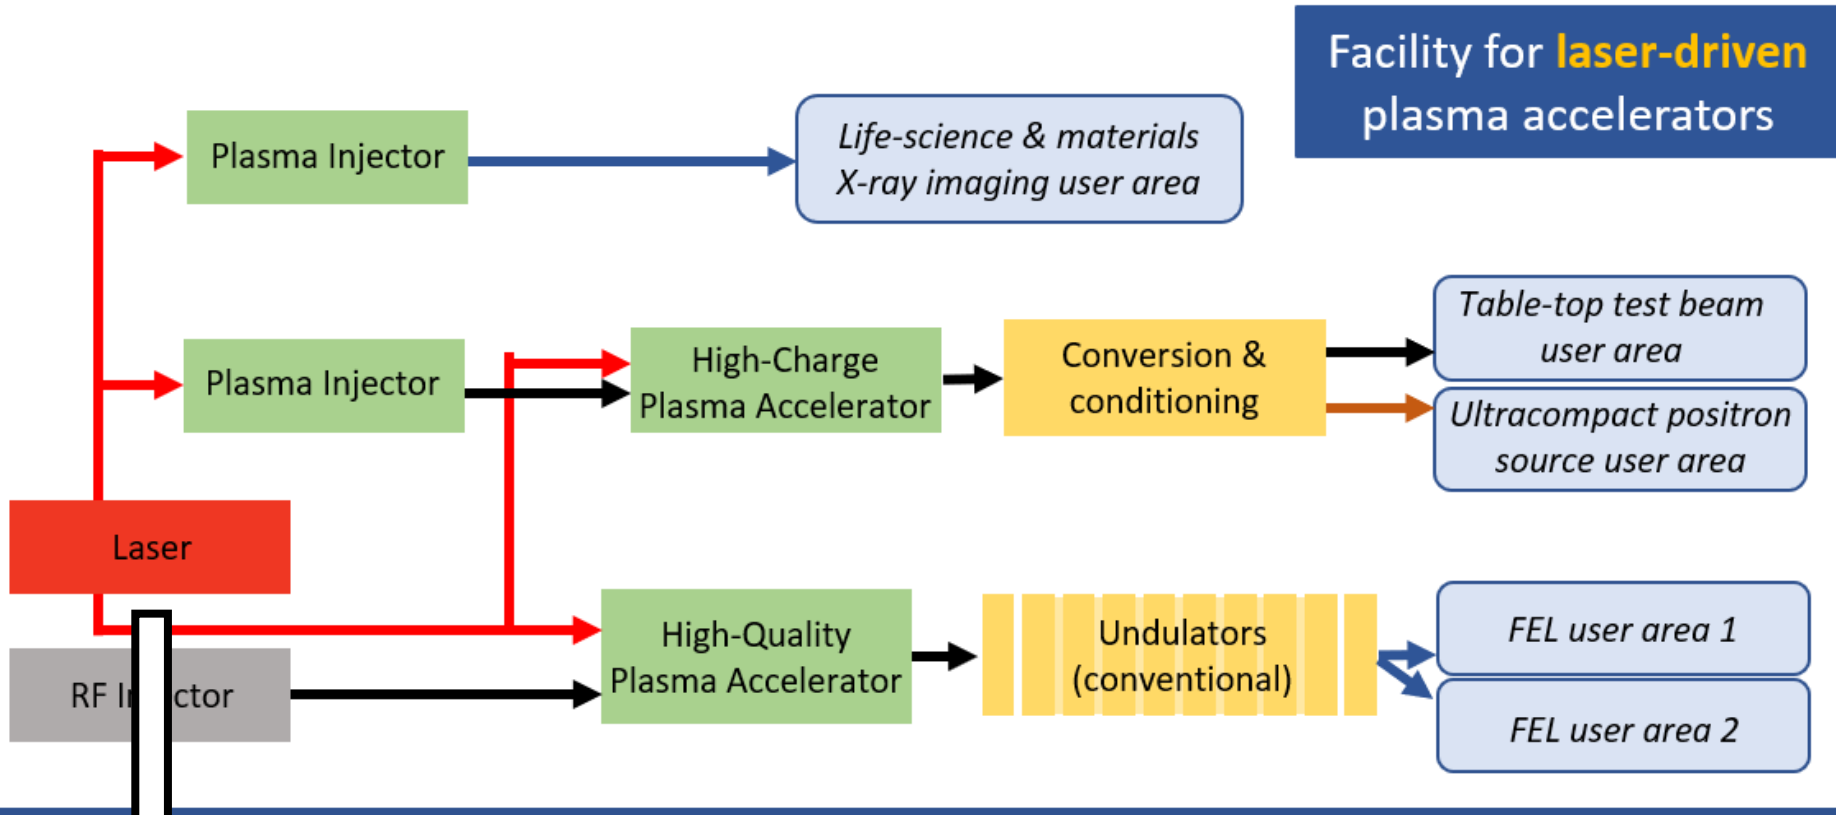 Facility for laser-driven
plasma accelerators
Plasma Injector
Life-science & materials
X-ray imaging user area
Plasma Injector
High-Charge
Plasma Accelerator
Conversion &
conditioning
Table-top test beam
user area
Ultracompact positron
source user area
Laser
RF
High-Quality
Plasma Accelerator
Undulators
(conventional)
FEL user area 1
FEL user area 2